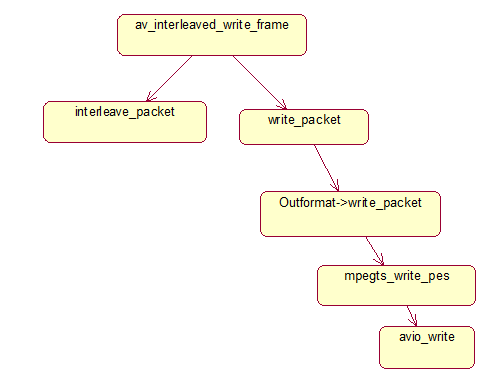 av_interleaved_write_frame
interleave_packet
write_packet
Outformat->write_packet
mpegts_write_pes
avio_write